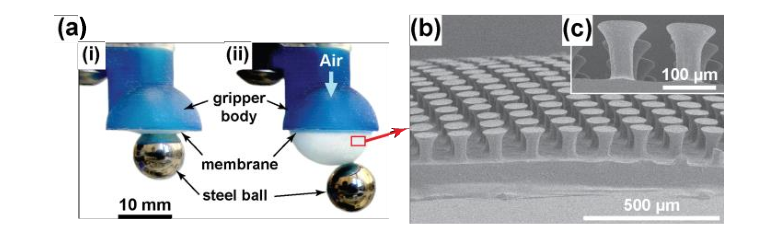 (a)
(i)
(ii)
Air
gripper
body
membrane
steel ball
10 mm
(b)
(c)
100 µm
500 µm